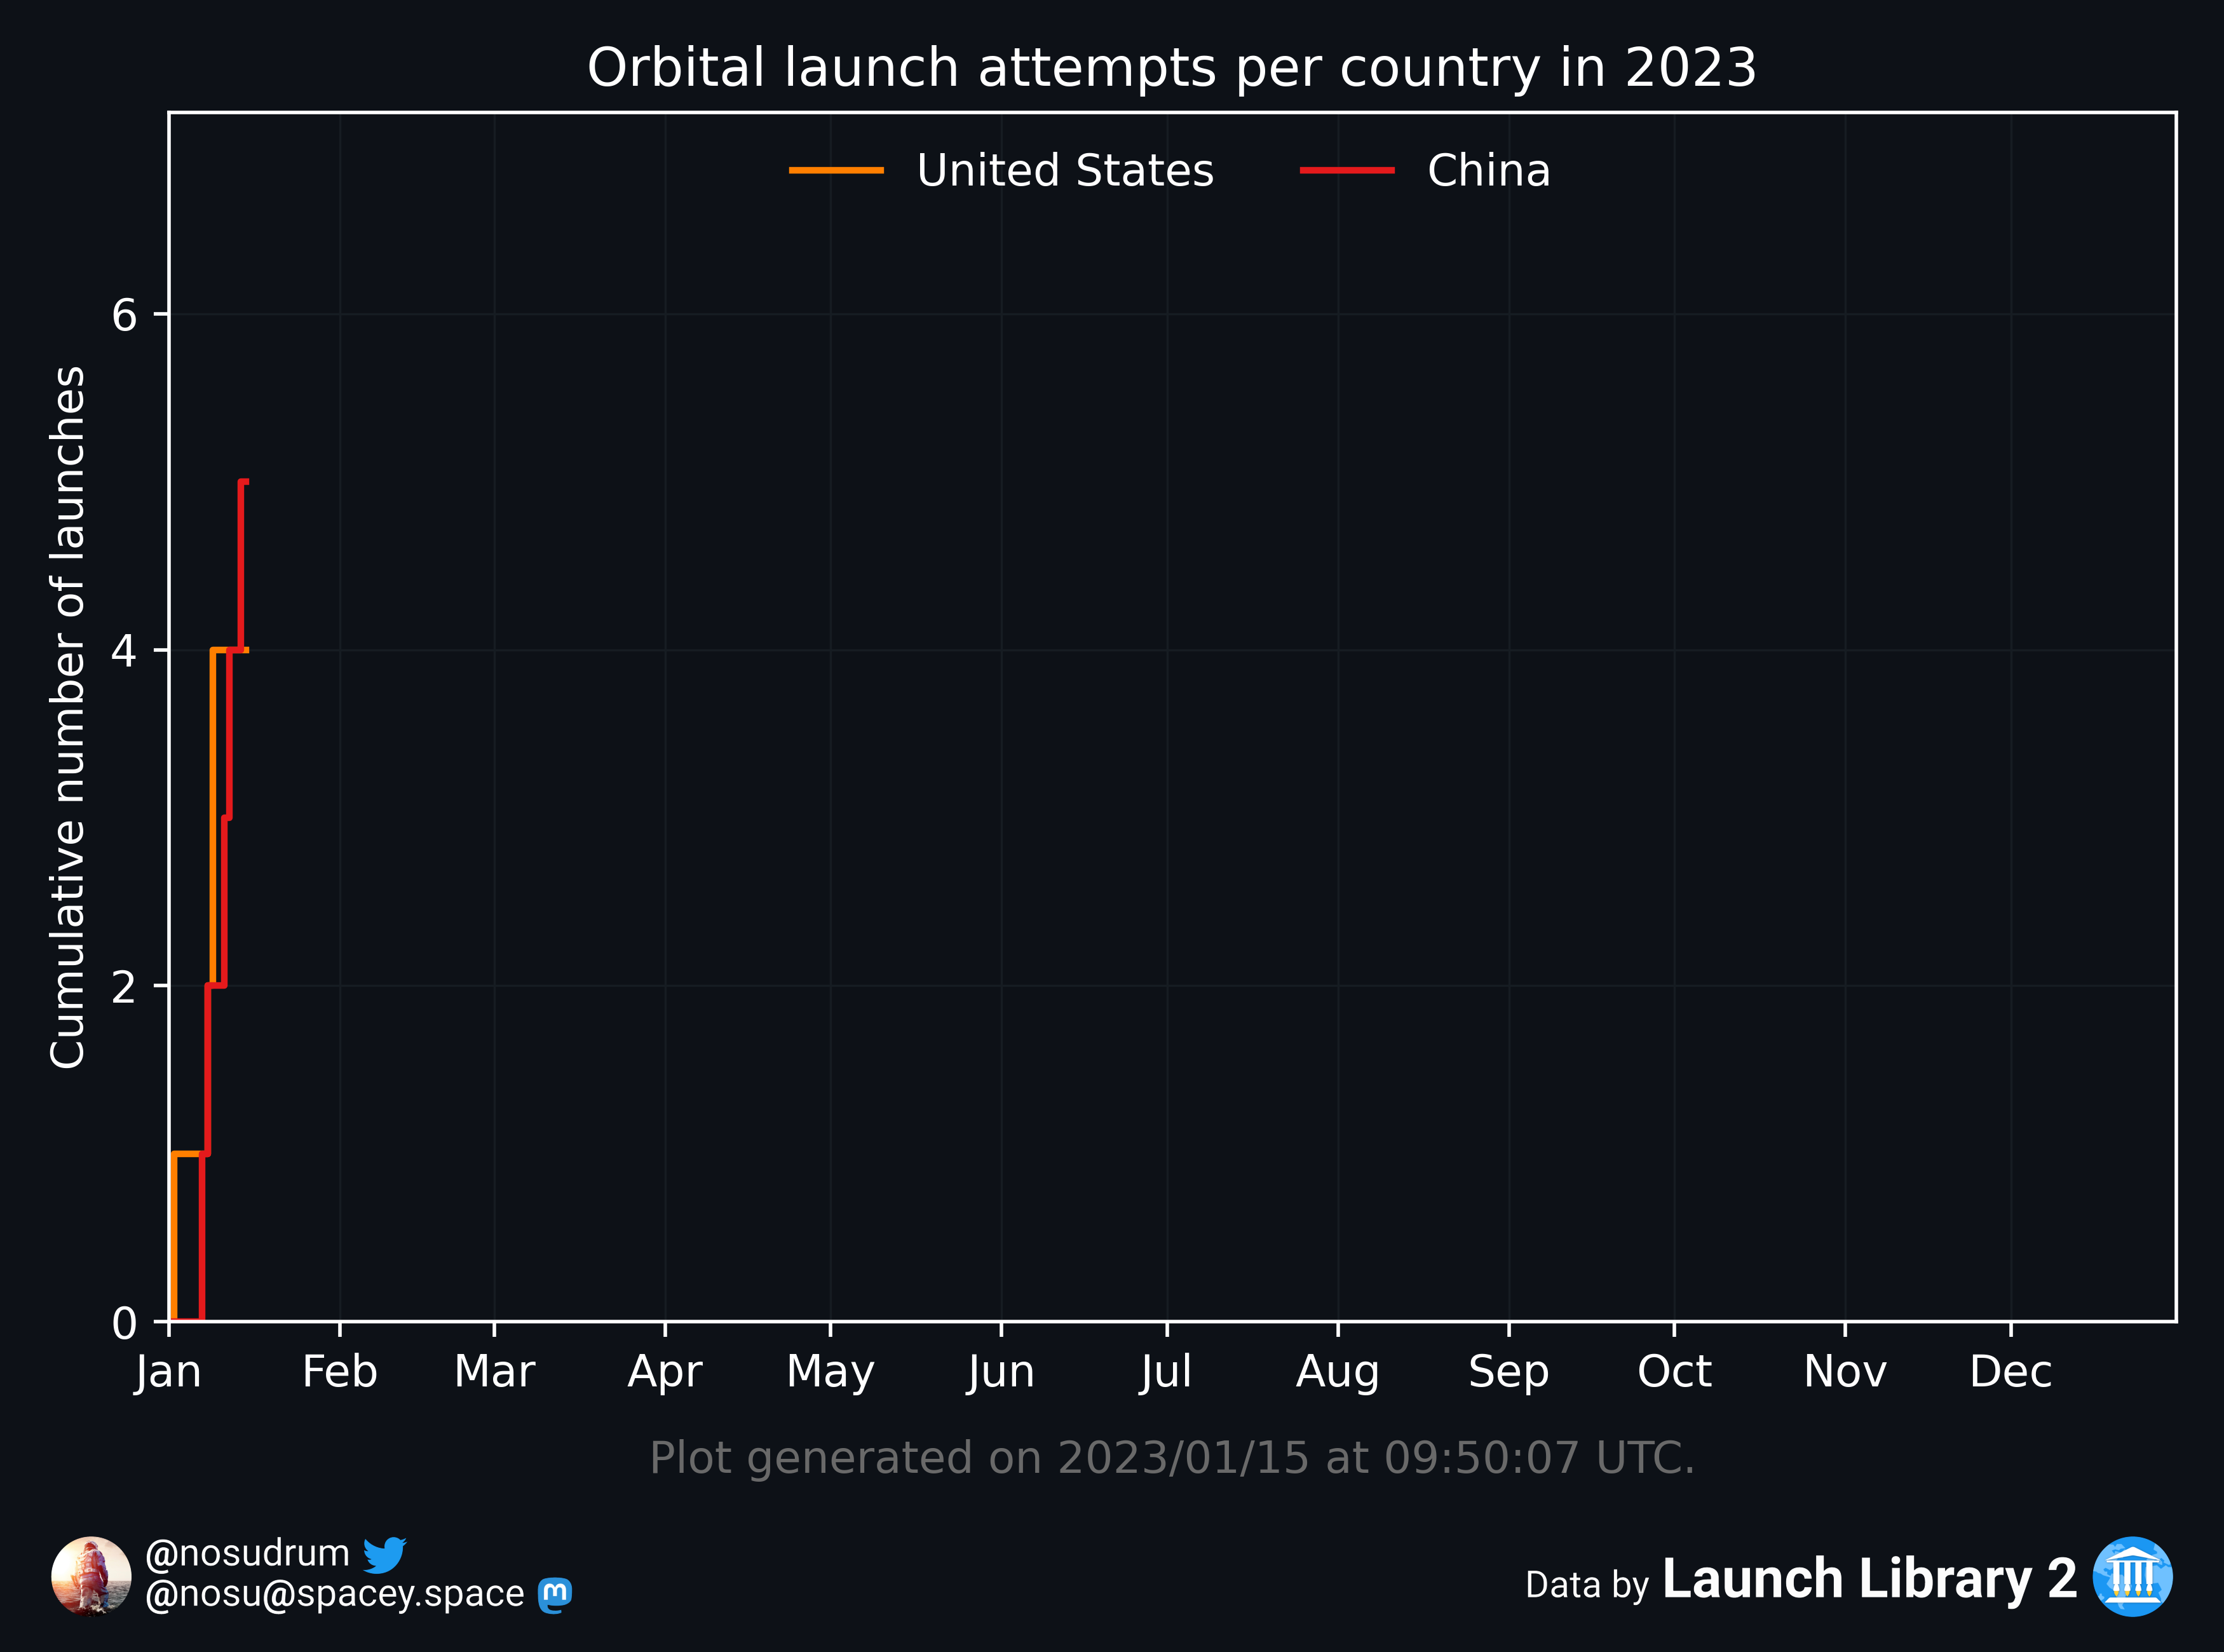 Orbital launch attempts per country in 2023
United States China
6
4
2
0
Cumulative number of launches
Jan Feb Mar Apr May Jun Jul Aug Sep Oct Nov Dec
Plot generated on 2023/01/15 at 09:50:07 UTC.
@nosudrum
@nosu@spacey.space
Data by Launch Library 2